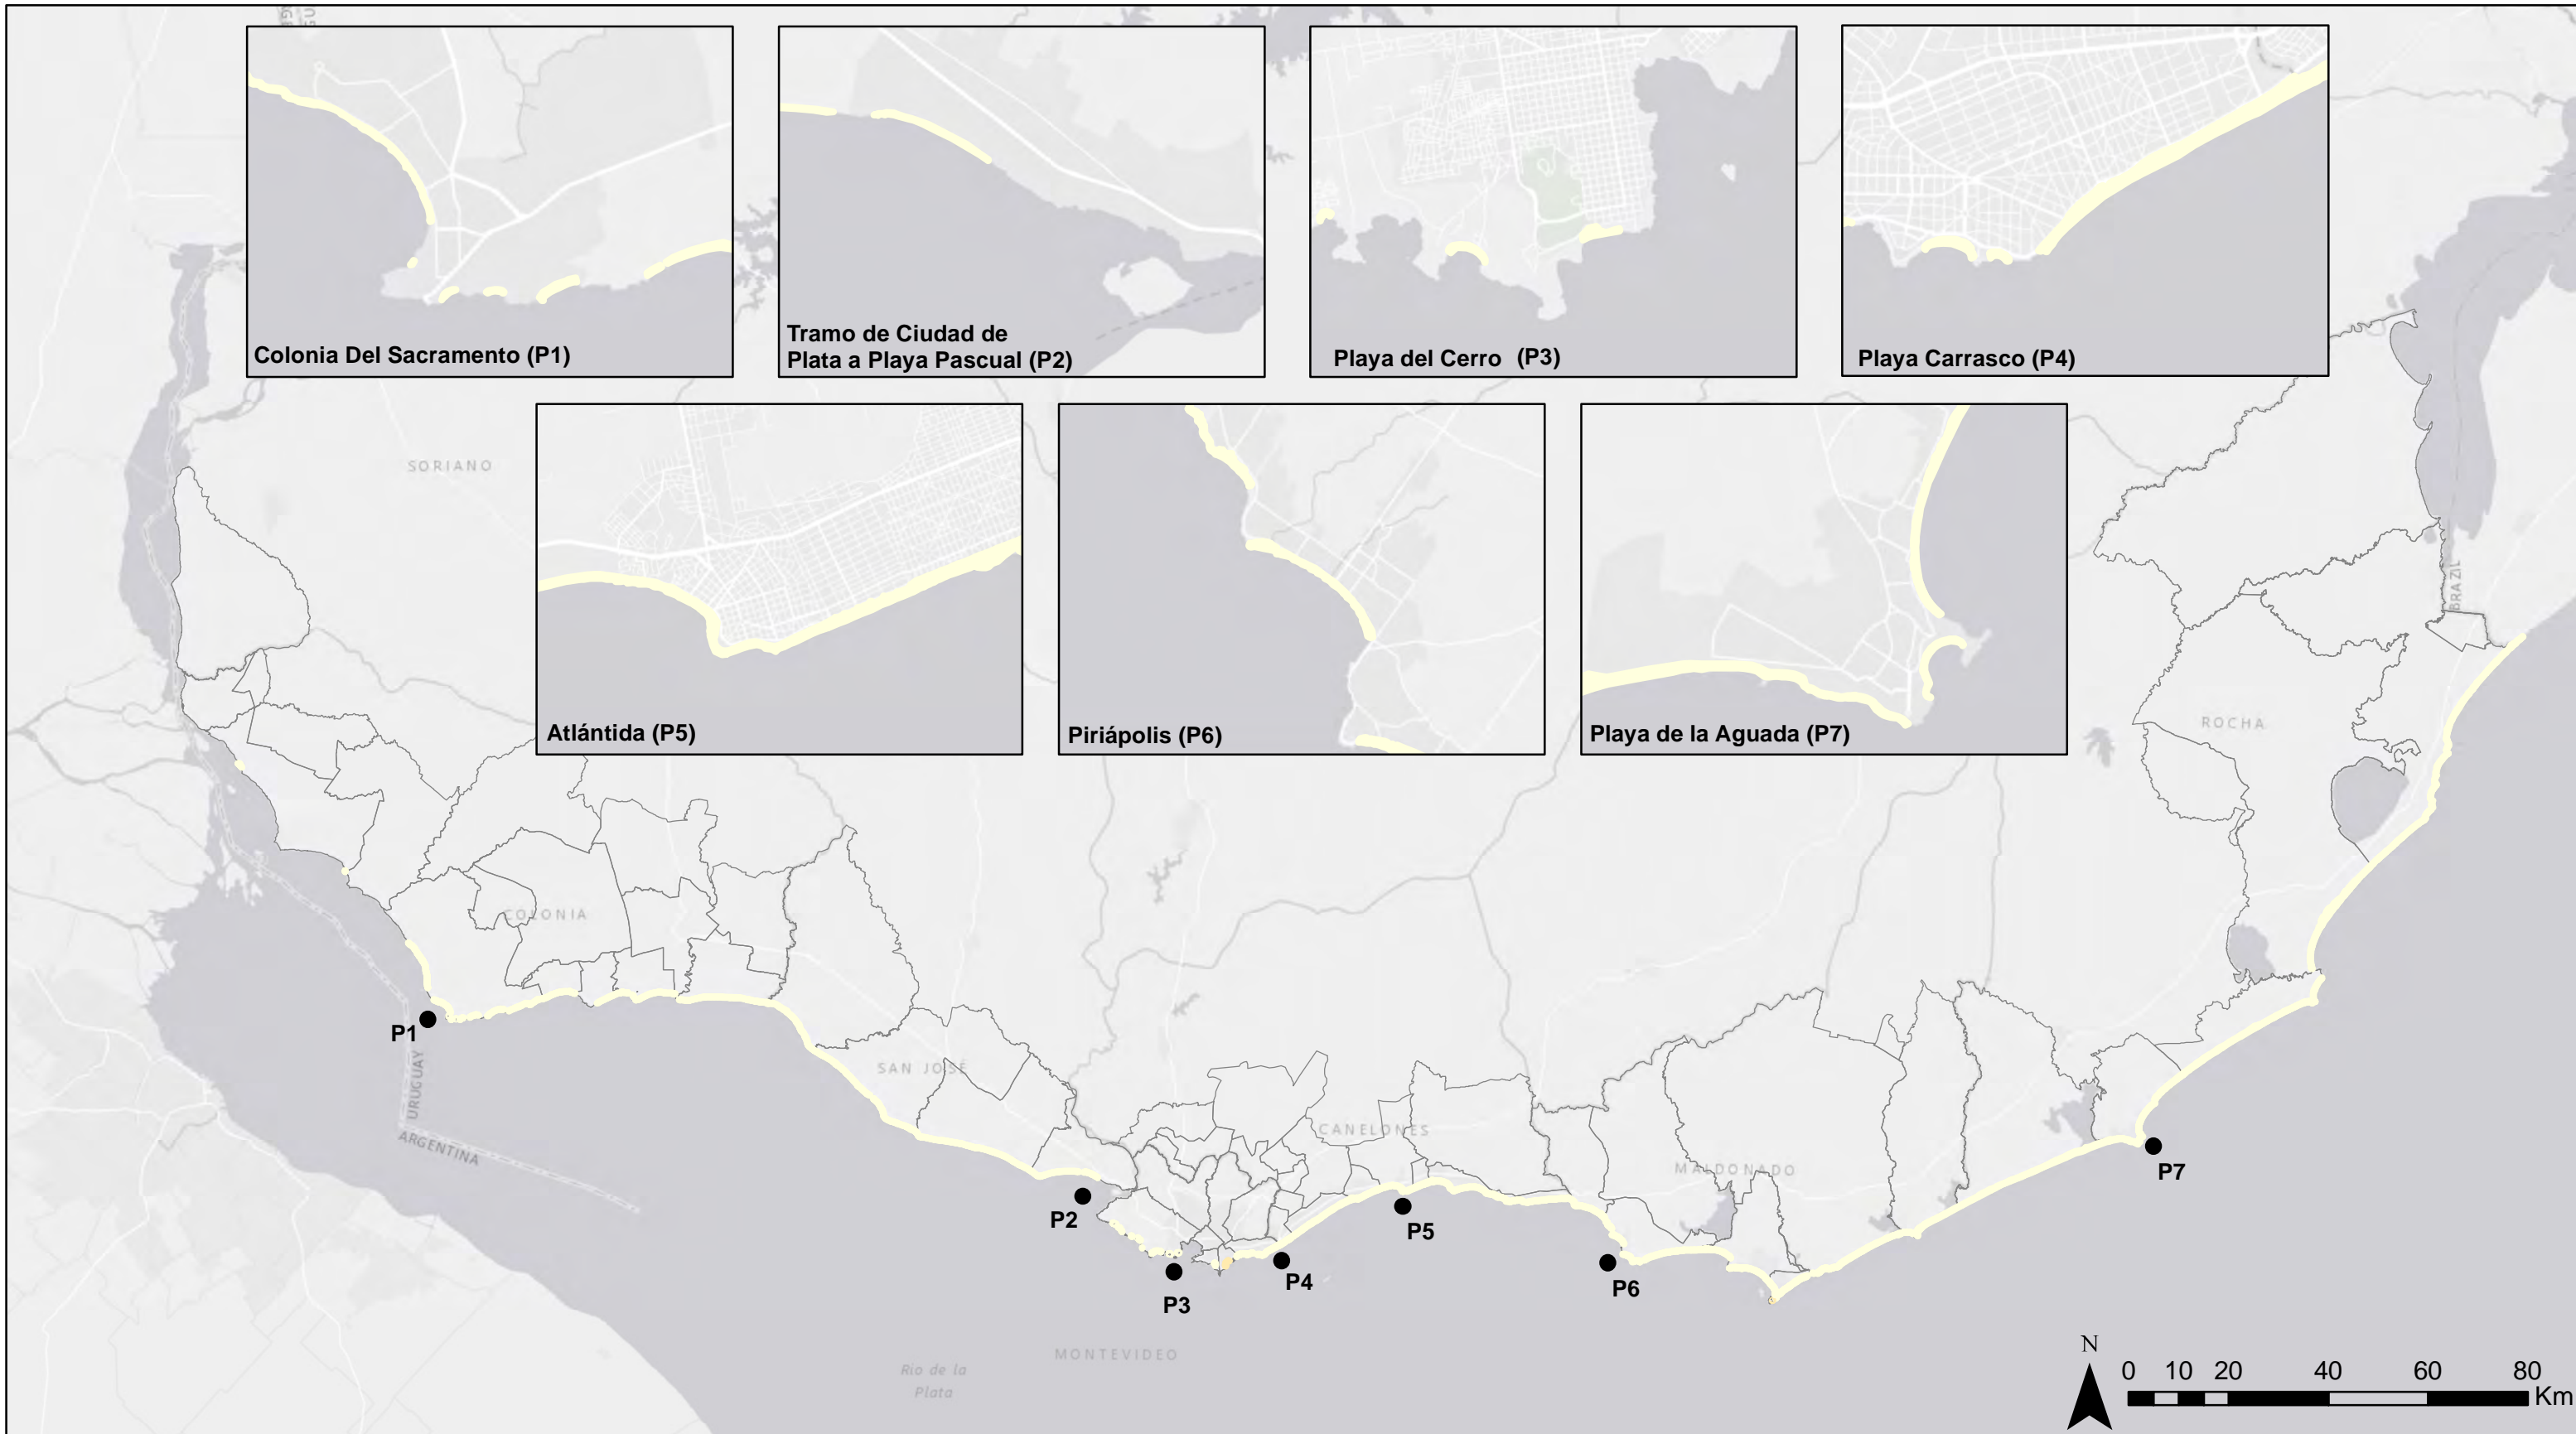 Colonia Del Sacramento (P1)
Tramo de Ciudad de
Plata a Playa Pascual (P2)
Playa del Cerro (P3)
Playa Carrasco (P4)
SORIANO
Atlántida (P5)
Piriápolis (P6)
Playa de la Aguada (P7)
BRAZIL
ROCHA
COLONIA
P1
URUGUAY
ARGENTINA
SAN JOSÉ
CANELONES
MALDONADO
P2
P3
P4
P5
P6
P7
MONTEVIDEO
Rio de la
Plata
N
0 10 20 40 60 80
Km